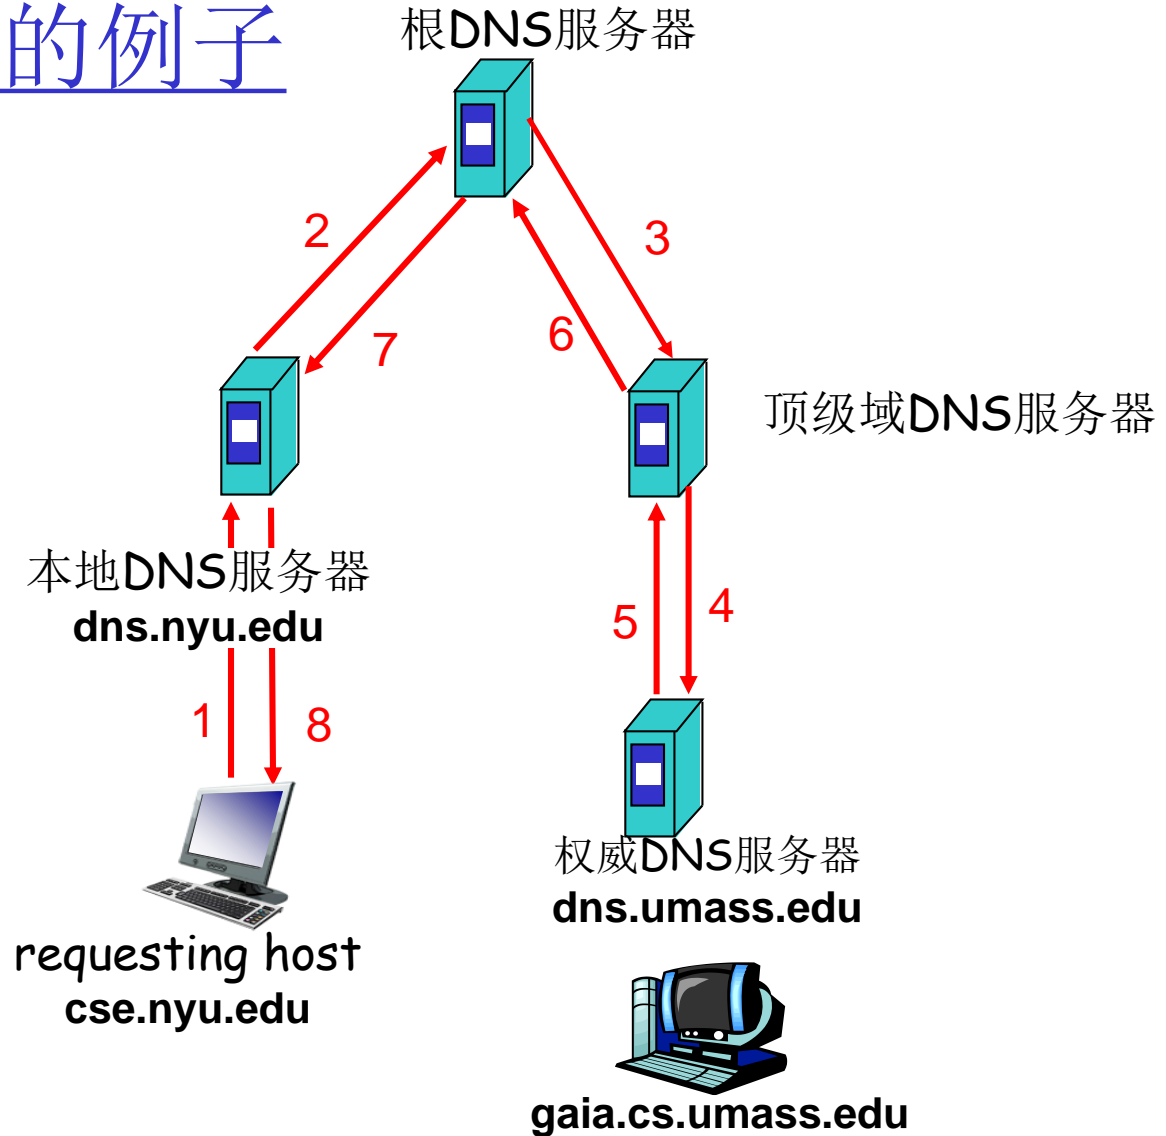 的例子
根DNS服务器
2
3
7
6
顶级域DNS服务器
本地DNS服务器
dns.nyu.edu
5
4
1
8
权威DNS服务器
dns.umass.edu
requesting host
cse.nyu.edu
gaia.cs.umass.edu